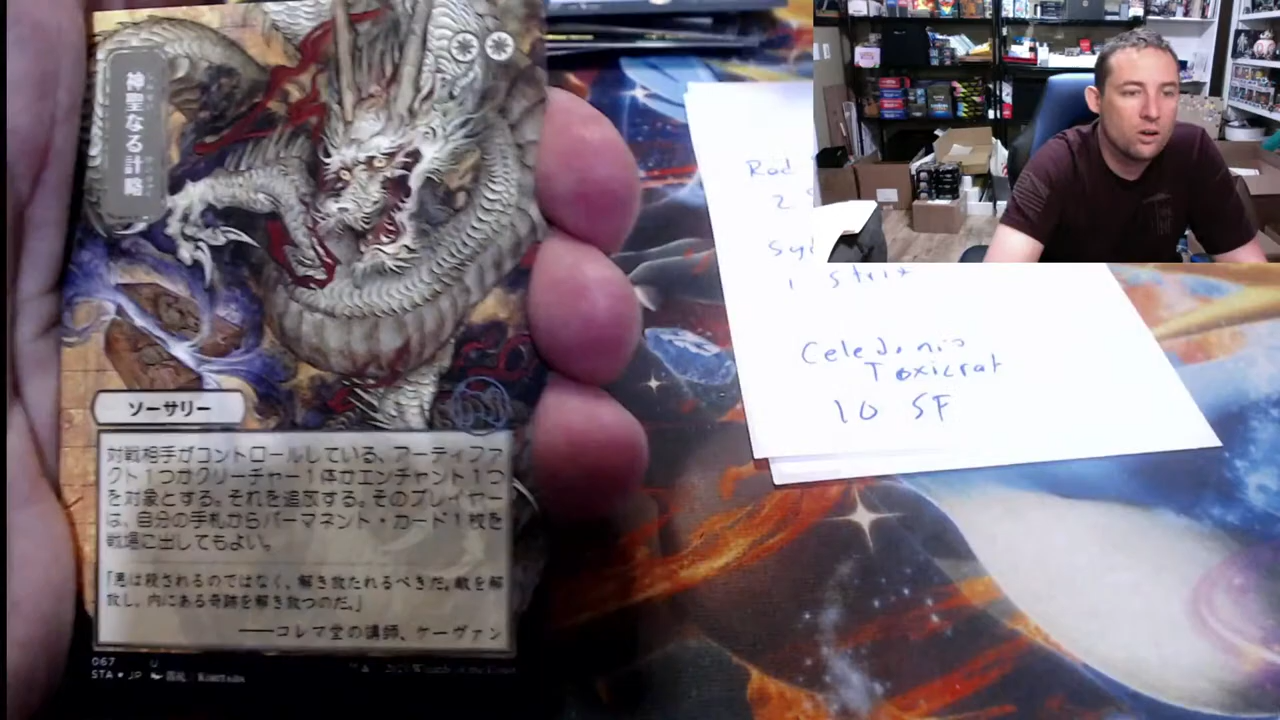 神聖なる計略
ソーサリー
対戦相手がコントロールしている、アーティファ
クト1つかクリーチャー1体かエンチャント1つ
を対象とする。それを追放する。そのプレイヤー
は、自分の手札からパーマネント・カード1枚を
戦場に出してもよい。
「悪は殺されるのではなく、解き放たれるべきだ。敵を解
放し、内にある奇跡を解き放つのだ。」
——コレマ堂の講師、ケーヴァン
067 U
STA JP
Rod
2
1 Strix
Celedonis
Toxicrat
10 SF